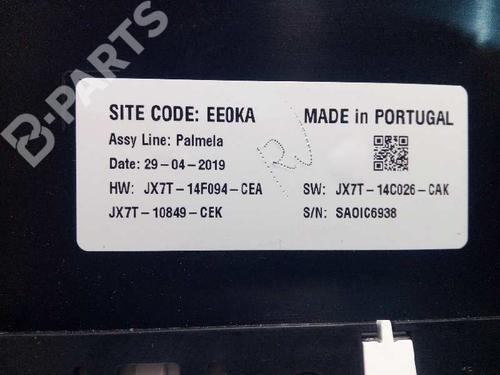 B-PARTS
SITE CODE: EE0KA
MADE in PORTUGAL
Assy Line: Palmela
Date: 29-04-2019
HW: JX7T-14F094-CEA
SW: JX7T-14C026-CAK
JX7T-10849-CEK
S/N: SA0IC6938
B-PARTS